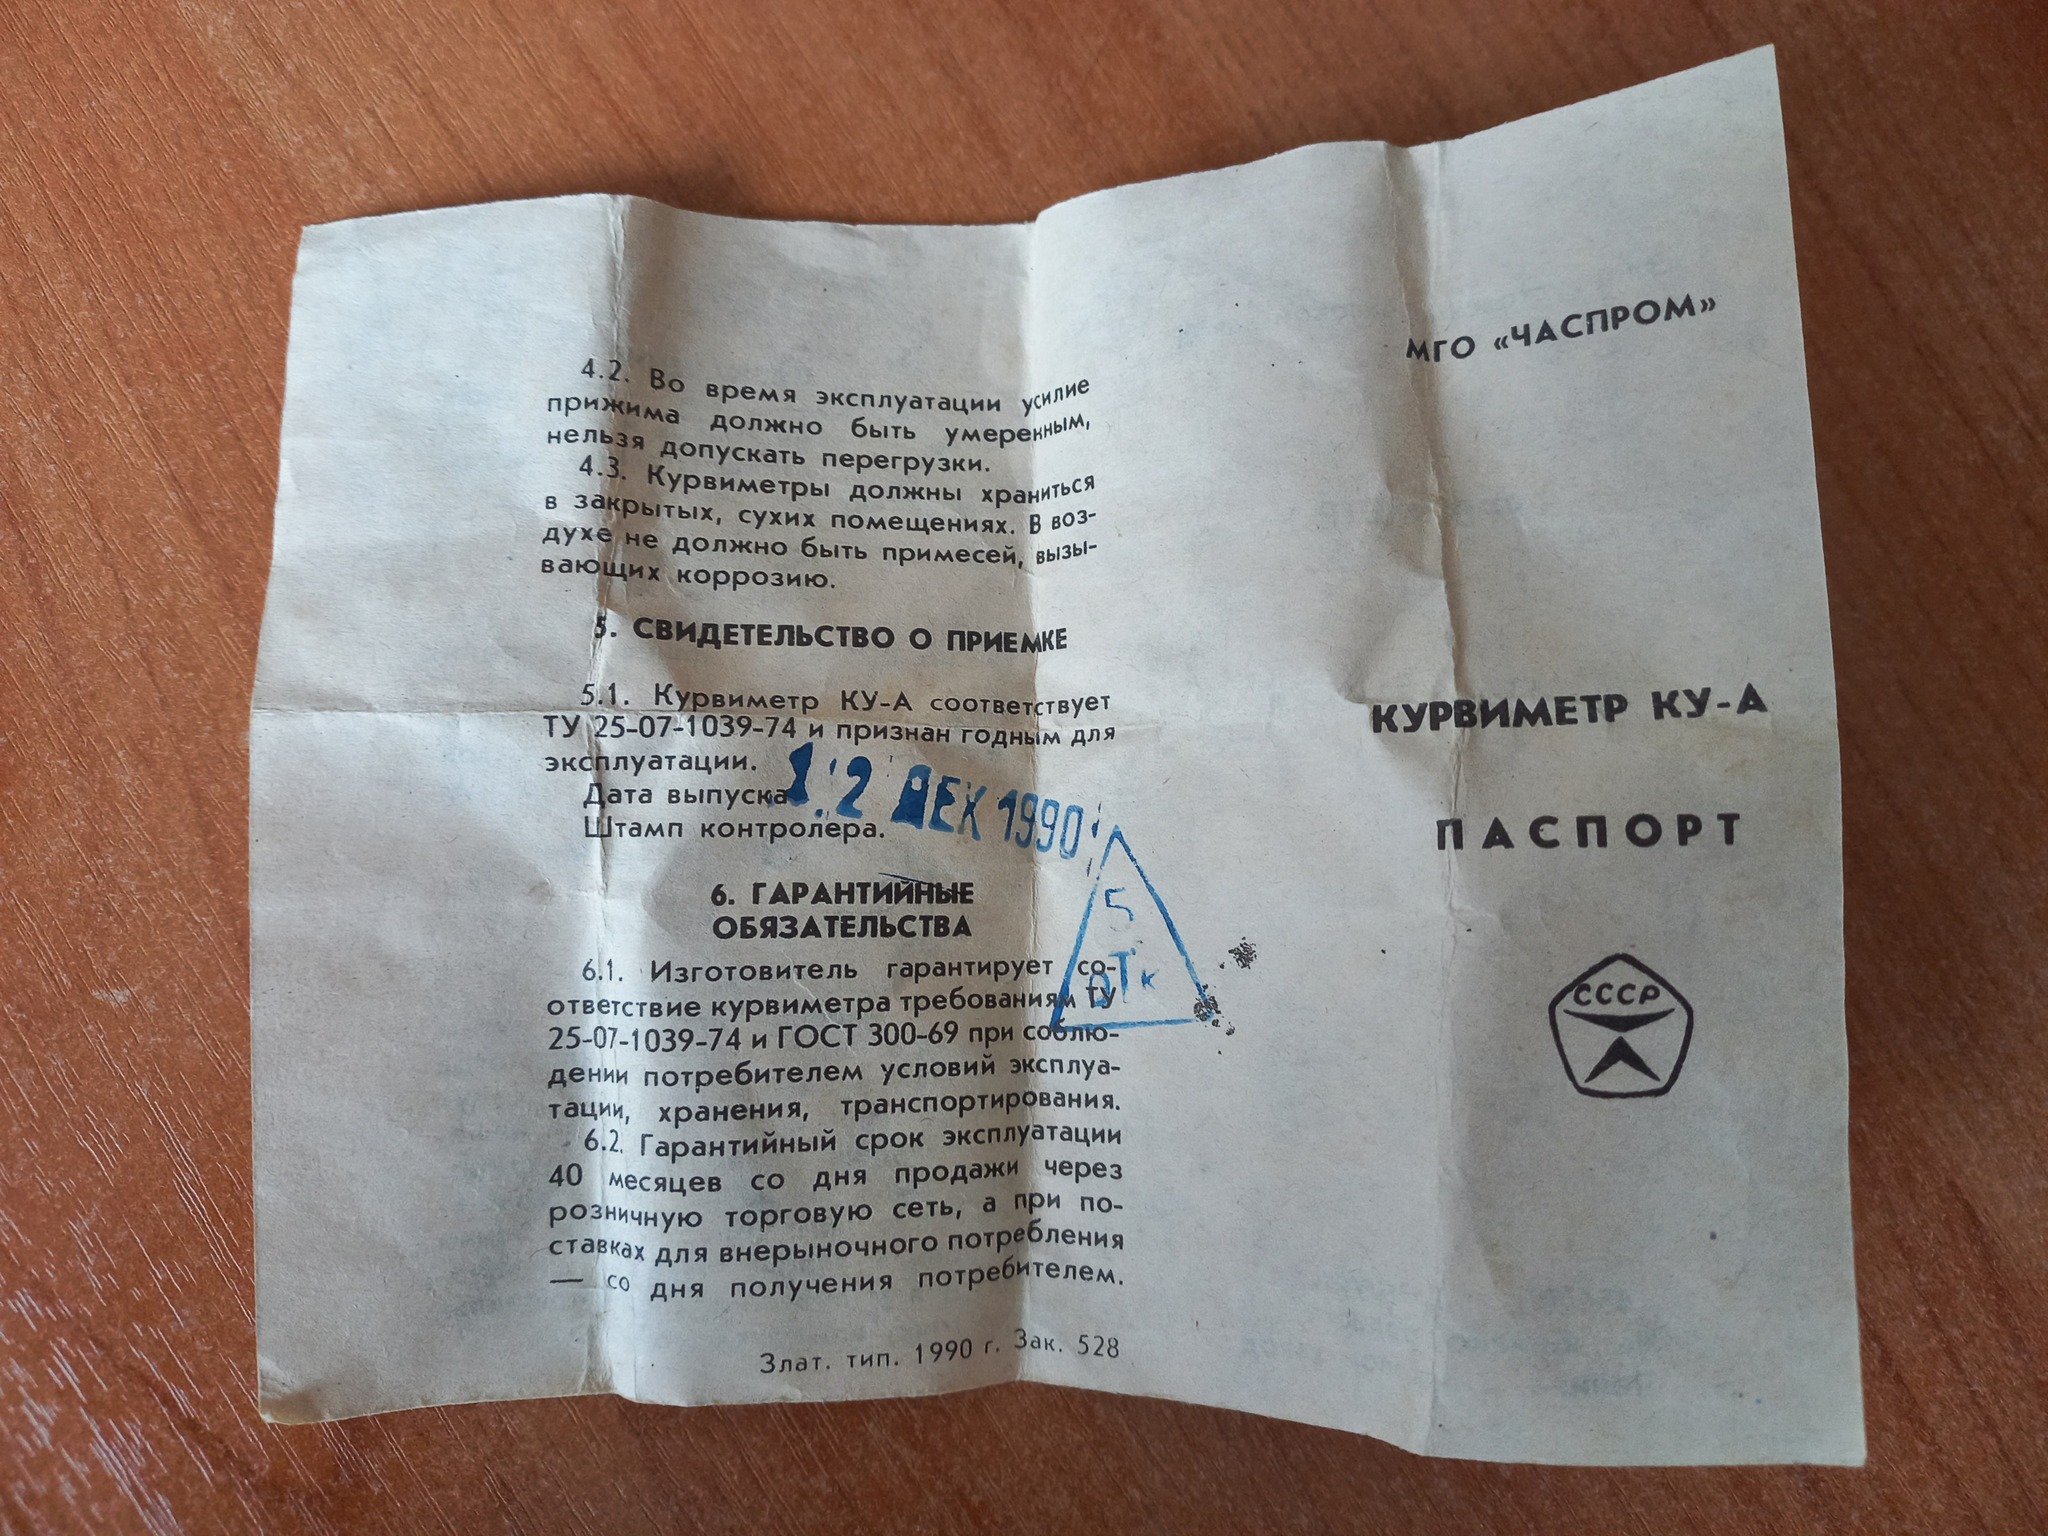 4.2. Во время эксплуатации усилие
прижима должно быть умеренным,
нельзя допускать перегрузки.
4.3. Курвиметры должны храниться
в закрытых, сухих помещениях. В воз-
духе не должно быть примесей, вызы-
вающих коррозию.
5. СВИДЕТЕЛЬСТВО О ПРИЕМКЕ
5.1. Курвиметр КУ-А соответствует
ТУ 25-07-1039-74 и признан годным для
эксплуатации.
Дата выпуска 12 ДЕК 1990
Штамп контролера.
5
ОТК
6. ГАРАНТИЙНЫЕ
ОБЯЗАТЕЛЬСТВА
6.1. Изготовитель гарантирует со-
ответствие курвиметра требованиям ТУ
25-07-1039-74 и ГОСТ 300-69 при соблю-
дении потребителем условий эксплуа-
тации, хранения, транспортирования.
6.2. Гарантийный срок эксплуатации
40 месяцев со дня продажи через
розничную торговую сеть, а при по-
ставках для внерыночного потребления
— со дня получения потребителем.
Злат. тип. 1990 г. Зак. 528
МГО «ЧАСПРОМ»
КУРВИМЕТР КУ-А
ПАСПОРТ
СССР